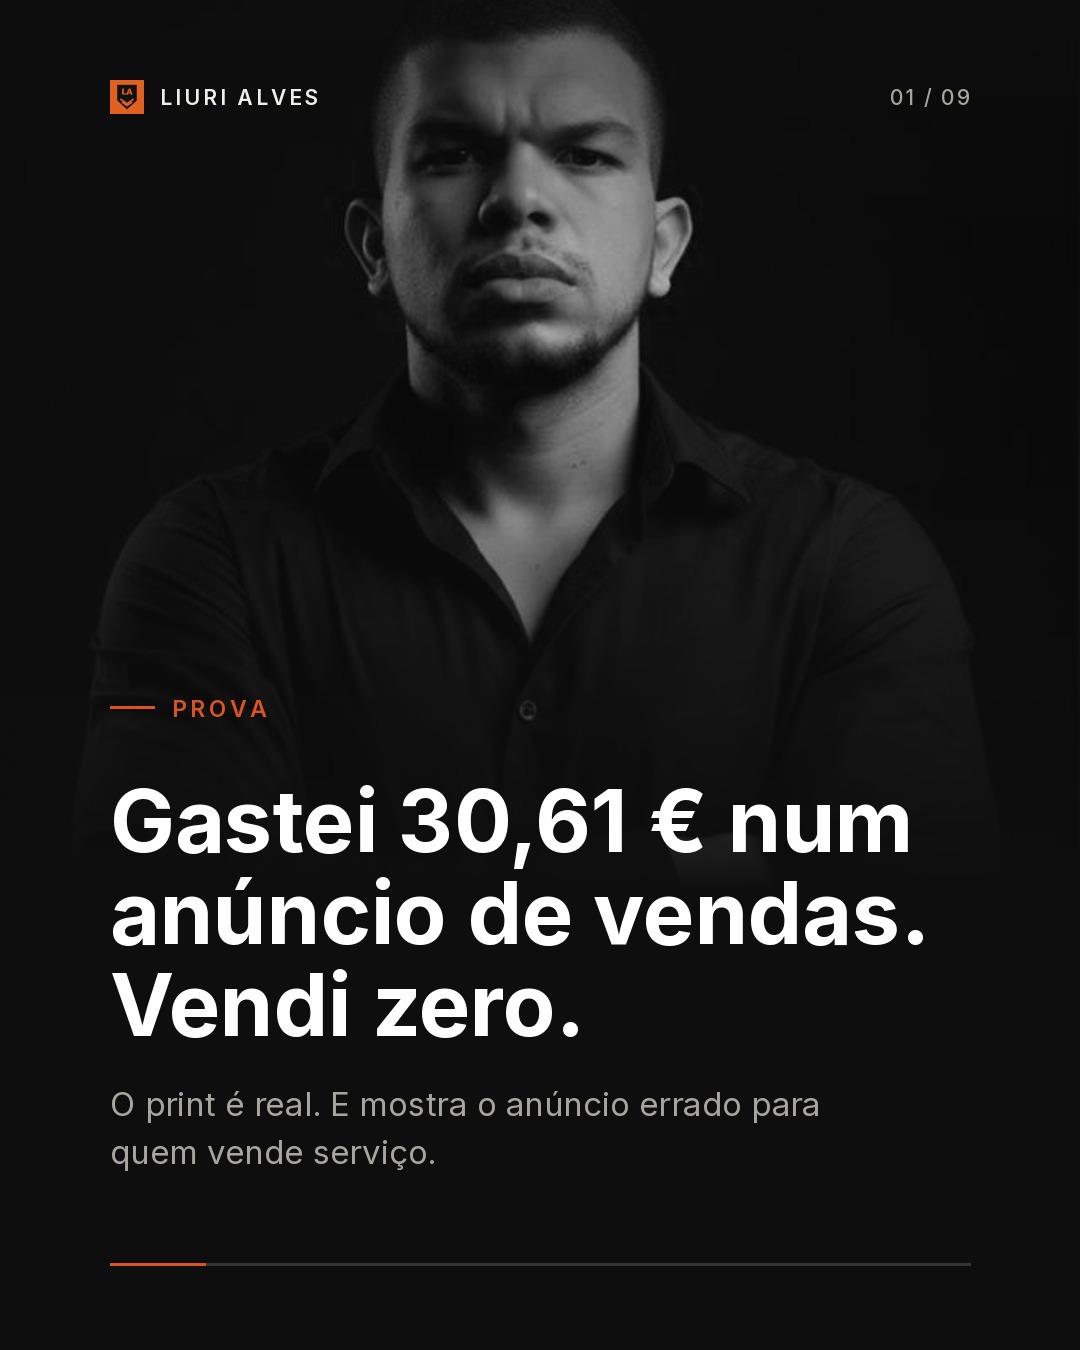 LA
LIURI ALVES
01 / 09
PROVA
Gastei 30,61 € num
anúncio de vendas.
Vendi zero.
O print é real. E mostra o anúncio errado para
quem vende serviço.